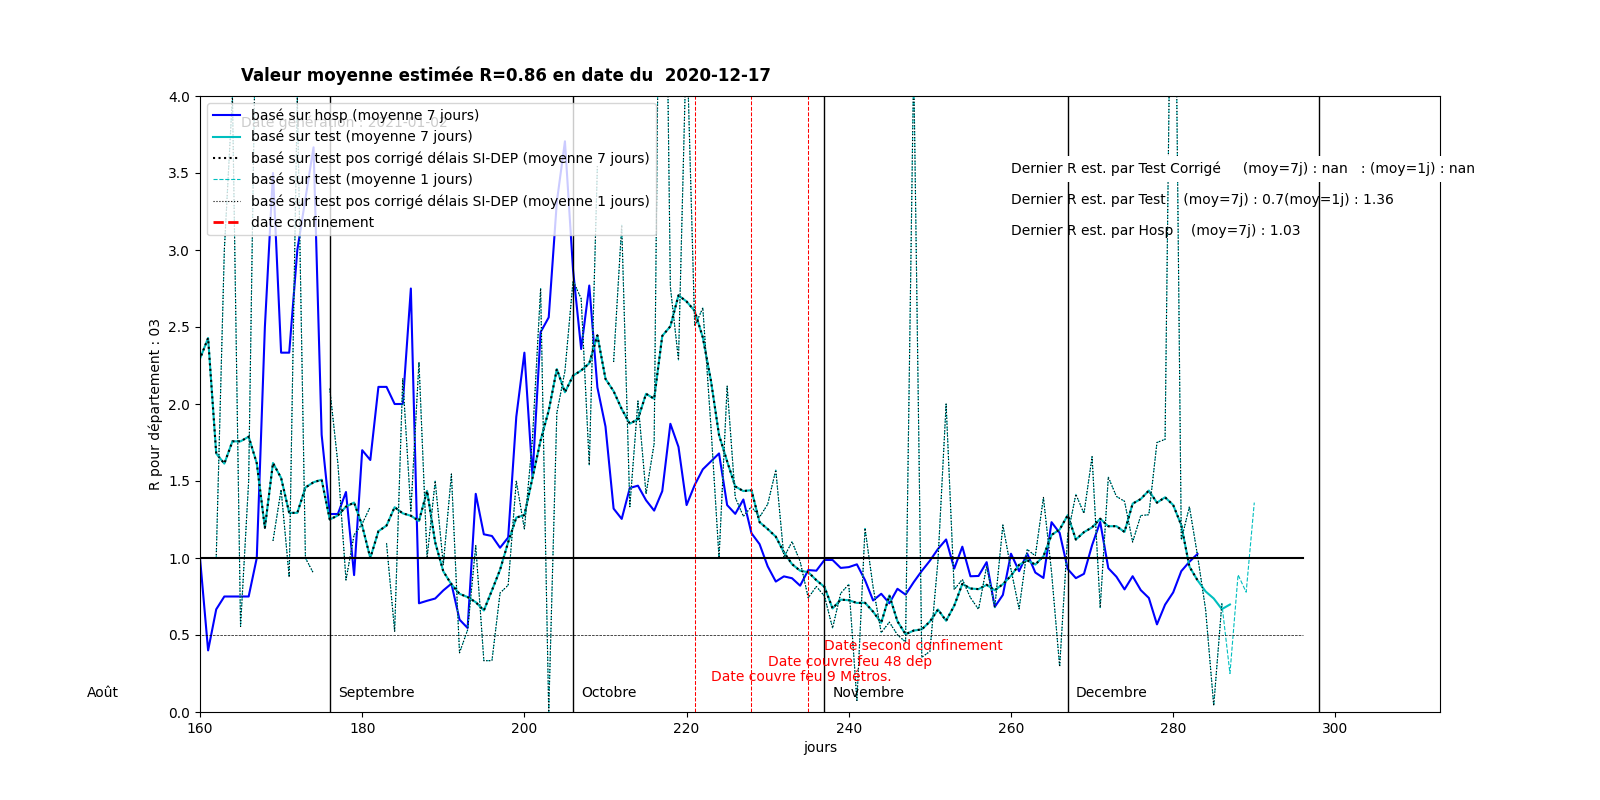 Valeur moyenne estimée R=0.86 en date du  2020-12-17
Date génération : 2021-01-02
basé sur hosp (moyenne 7 jours)
basé sur test (moyenne 7 jours)
basé sur test pos corrigé délais SI-DEP (moyenne 7 jours)
basé sur test (moyenne 1 jours)
basé sur test pos corrigé délais SI-DEP (moyenne 1 jours)
date confinement
Dernier R est. par Test Corrigé     (moy=7j) : nan   : (moy=1j) : nan
Dernier R est. par Test    (moy=7j) : 0.7(moy=1j) : 1.36
Dernier R est. par Hosp    (moy=7j) : 1.03
R pour département : 03
4.0
3.5
3.0
2.5
2.0
1.5
1.0
0.5
0.0
Date second confinement
Date couvre feu 48 dep
Date couvre feu 9 Métros.
Août
Septembre
Octobre
Novembre
Decembre
160
180
200
220
240
260
280
300
jours